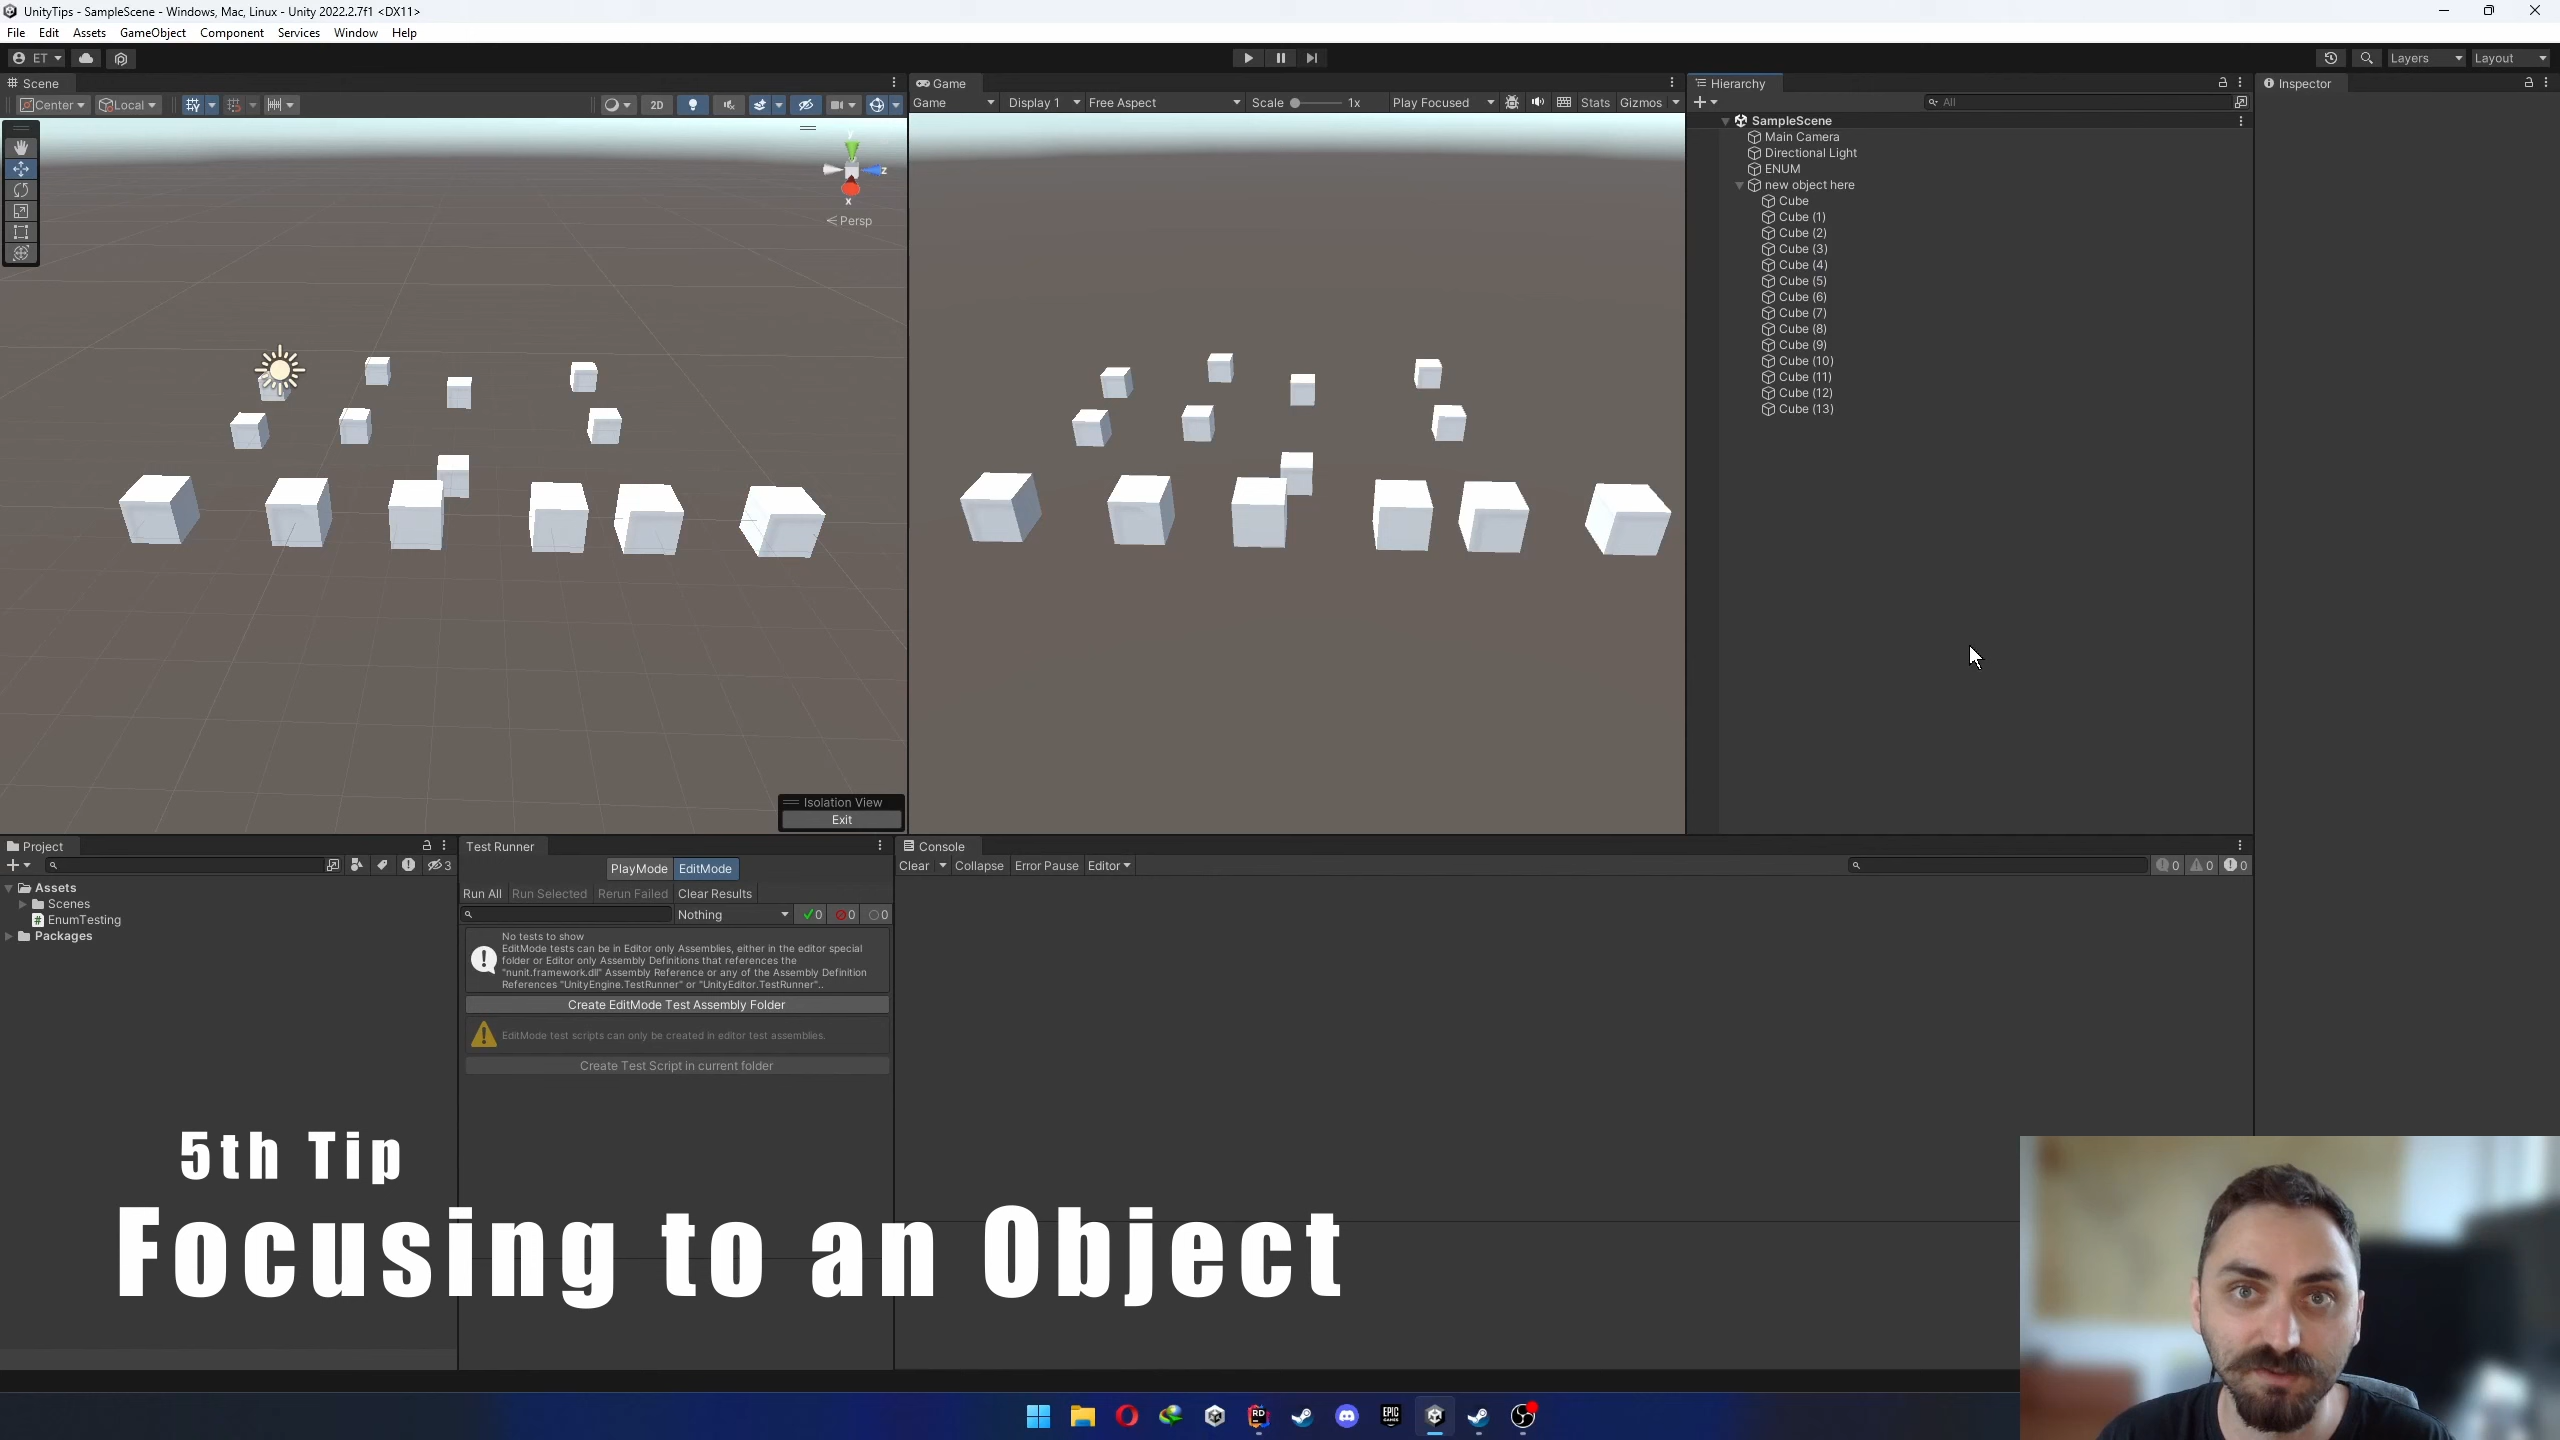 UnityTips - SampleScene - Windows, Mac, Linux - Unity 2022.2.7f1 <DX11>
File Edit Assets GameObject Component Services Window Help
ET
Layers Layout
Scene
Center Local 2D
y
z
x
Persp
Isolation View
Exit
Game
Game Display 1 Free Aspect Scale 1x Play Focused Stats Gizmos
Hierarchy
All
SampleScene
Main Camera
Directional Light
ENUM
new object here
Cube
Cube (1)
Cube (2)
Cube (3)
Cube (4)
Cube (5)
Cube (6)
Cube (7)
Cube (8)
Cube (9)
Cube (10)
Cube (11)
Cube (12)
Cube (13)
Inspector
Project
3
Assets
Scenes
EnumTesting
Packages
Test Runner
PlayMode EditMode
Run All Run Selected Rerun Failed Clear Results
Nothing 0 0 0
No tests to show
EditMode tests can be in Editor only Assemblies, either in the editor special
folder or Editor only Assembly Definitions that references the
"nunit.framework.dll" Assembly Reference or any of the Assembly Definition
References "UnityEngine.TestRunner" or "UnityEditor.TestRunner"..
Create EditMode Test Assembly Folder
EditMode test scripts can only be created in editor test assemblies.
Create Test Script in current folder
Console
Clear Collapse Error Pause Editor
0 0 0
5th Tip
Focusing to an Object
RD
EPIC
GAMES